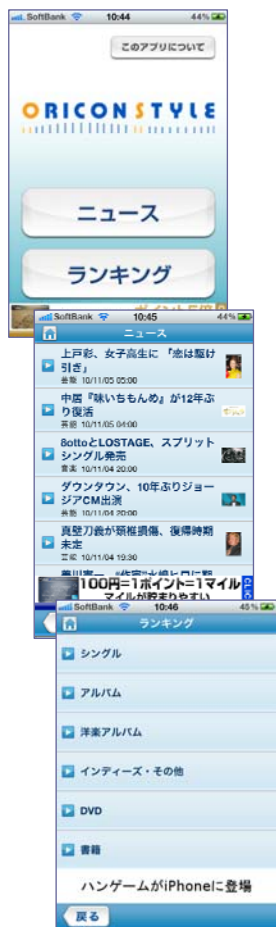 SoftBank 10:44 44%
このアプリについて
ORICON STYLE
ニュース
ランキング
SoftBank 10:45 44%
ニュース
上戸彩、女子高生に 「恋は駆け
引き」
芸能 10/11/05 05:00
中居『味いちもんめ』が12年ぶ
り復活
芸能 10/11/05 04:00
8ottoとLOSTAGE、スプリット
シングル発売
音楽 10/11/04 20:00
ダウンタウン、10年ぶりジョー
ジアCM出演
芸能 10/11/04 20:00
真壁刀義が頚椎損傷、復帰時期
未定
芸能 10/11/04 19:30
100円=1ポイント=1マイル
マイルが貯まりやすい
SoftBank 10:46 45%
ランキング
シングル
アルバム
洋楽アルバム
インディーズ・その他
DVD
書籍
ハンゲームがiPhoneに登場
戻る